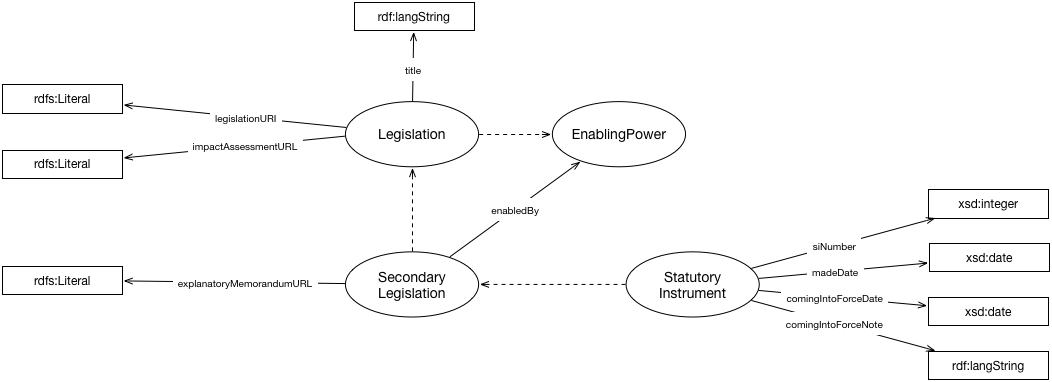 rdf:langString
title
rdfs:Literal
legislationURI
Legislation
EnablingPower
impactAssessmentURL
rdfs:Literal
enabledBy
xsd:integer
siNumber
xsd:date
madeDate
rdfs:Literal
explanatoryMemorandumURL
Secondary
Legislation
Statutory
Instrument
comingIntoForceDate
xsd:date
comingIntoForceNote
rdf:langString